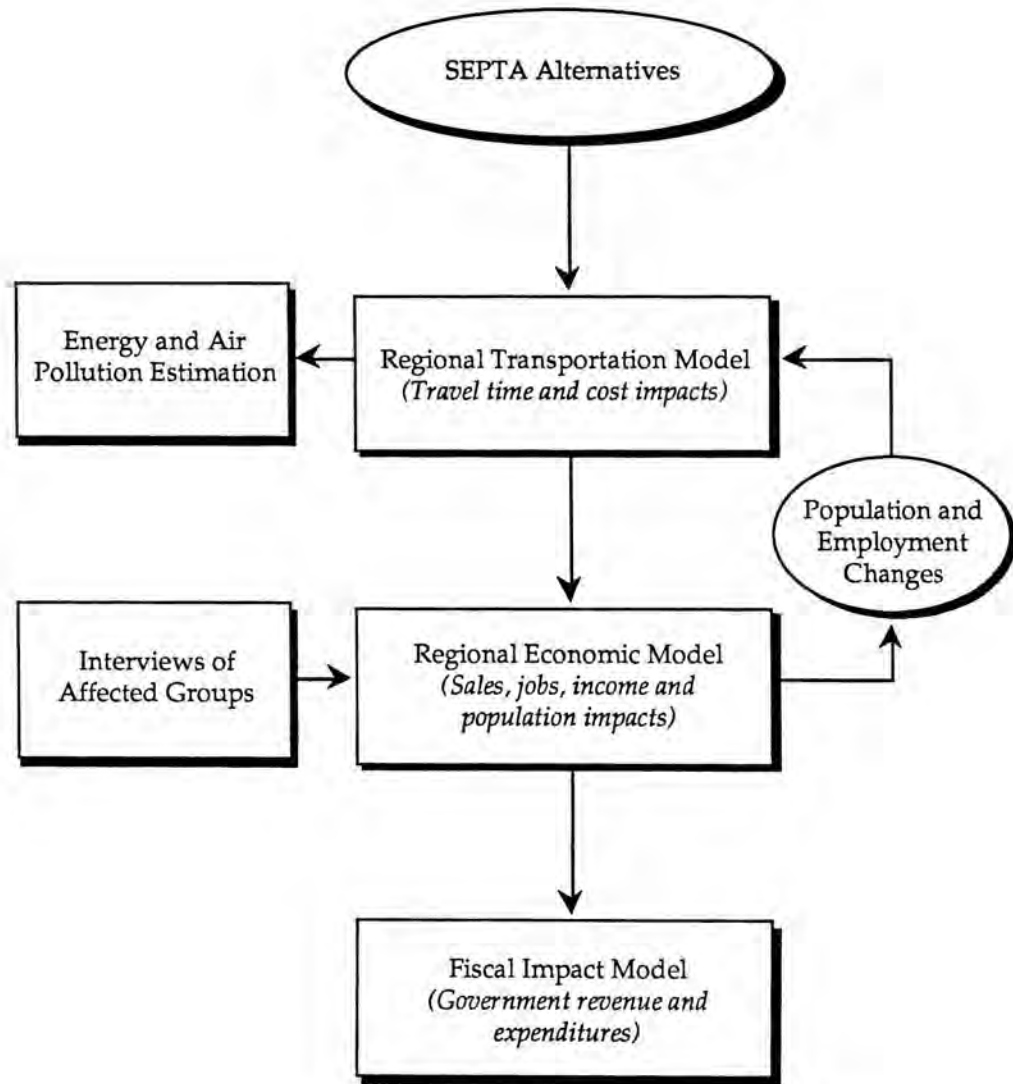 SEPTA Alternatives
Energy and Air
Pollution Estimation
Regional Transportation Model
(Travel time and cost impacts)
Population and
Employment
Changes
Interviews of
Affected Groups
Regional Economic Model
(Sales, jobs, income and
population impacts)
Fiscal Impact Model
(Government revenue and
expenditures)